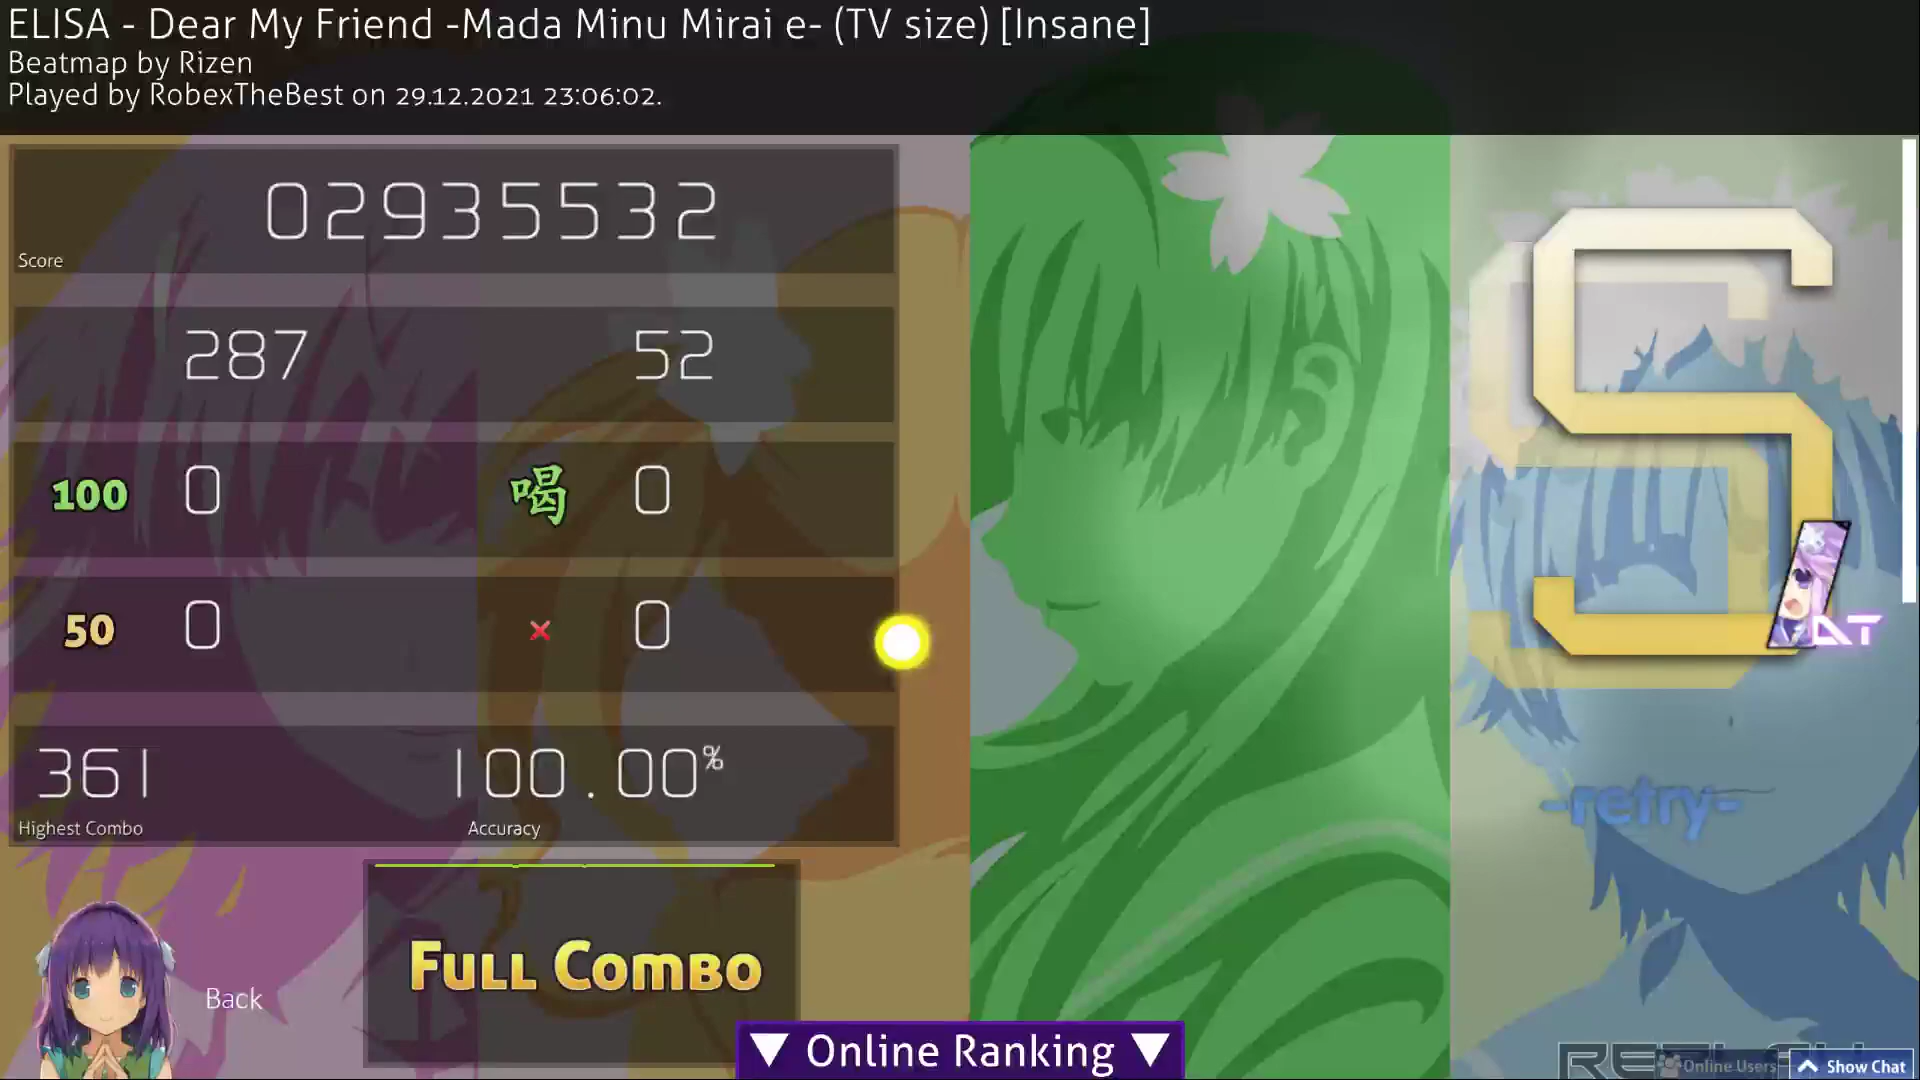 ELISA - Dear My Friend -Mada Minu Mirai e- (TV size) [Insane]
Beatmap by Rizen
Played by RobexTheBest on 29.12.2021 23:06:02.
02935532
Score
287 52
100 0 喝 0
50 0 × 0
361 100.00%
Highest Combo Accuracy
-retry-
Full Combo
Back
▼ Online Ranking ▼
Online Users
Show Chat